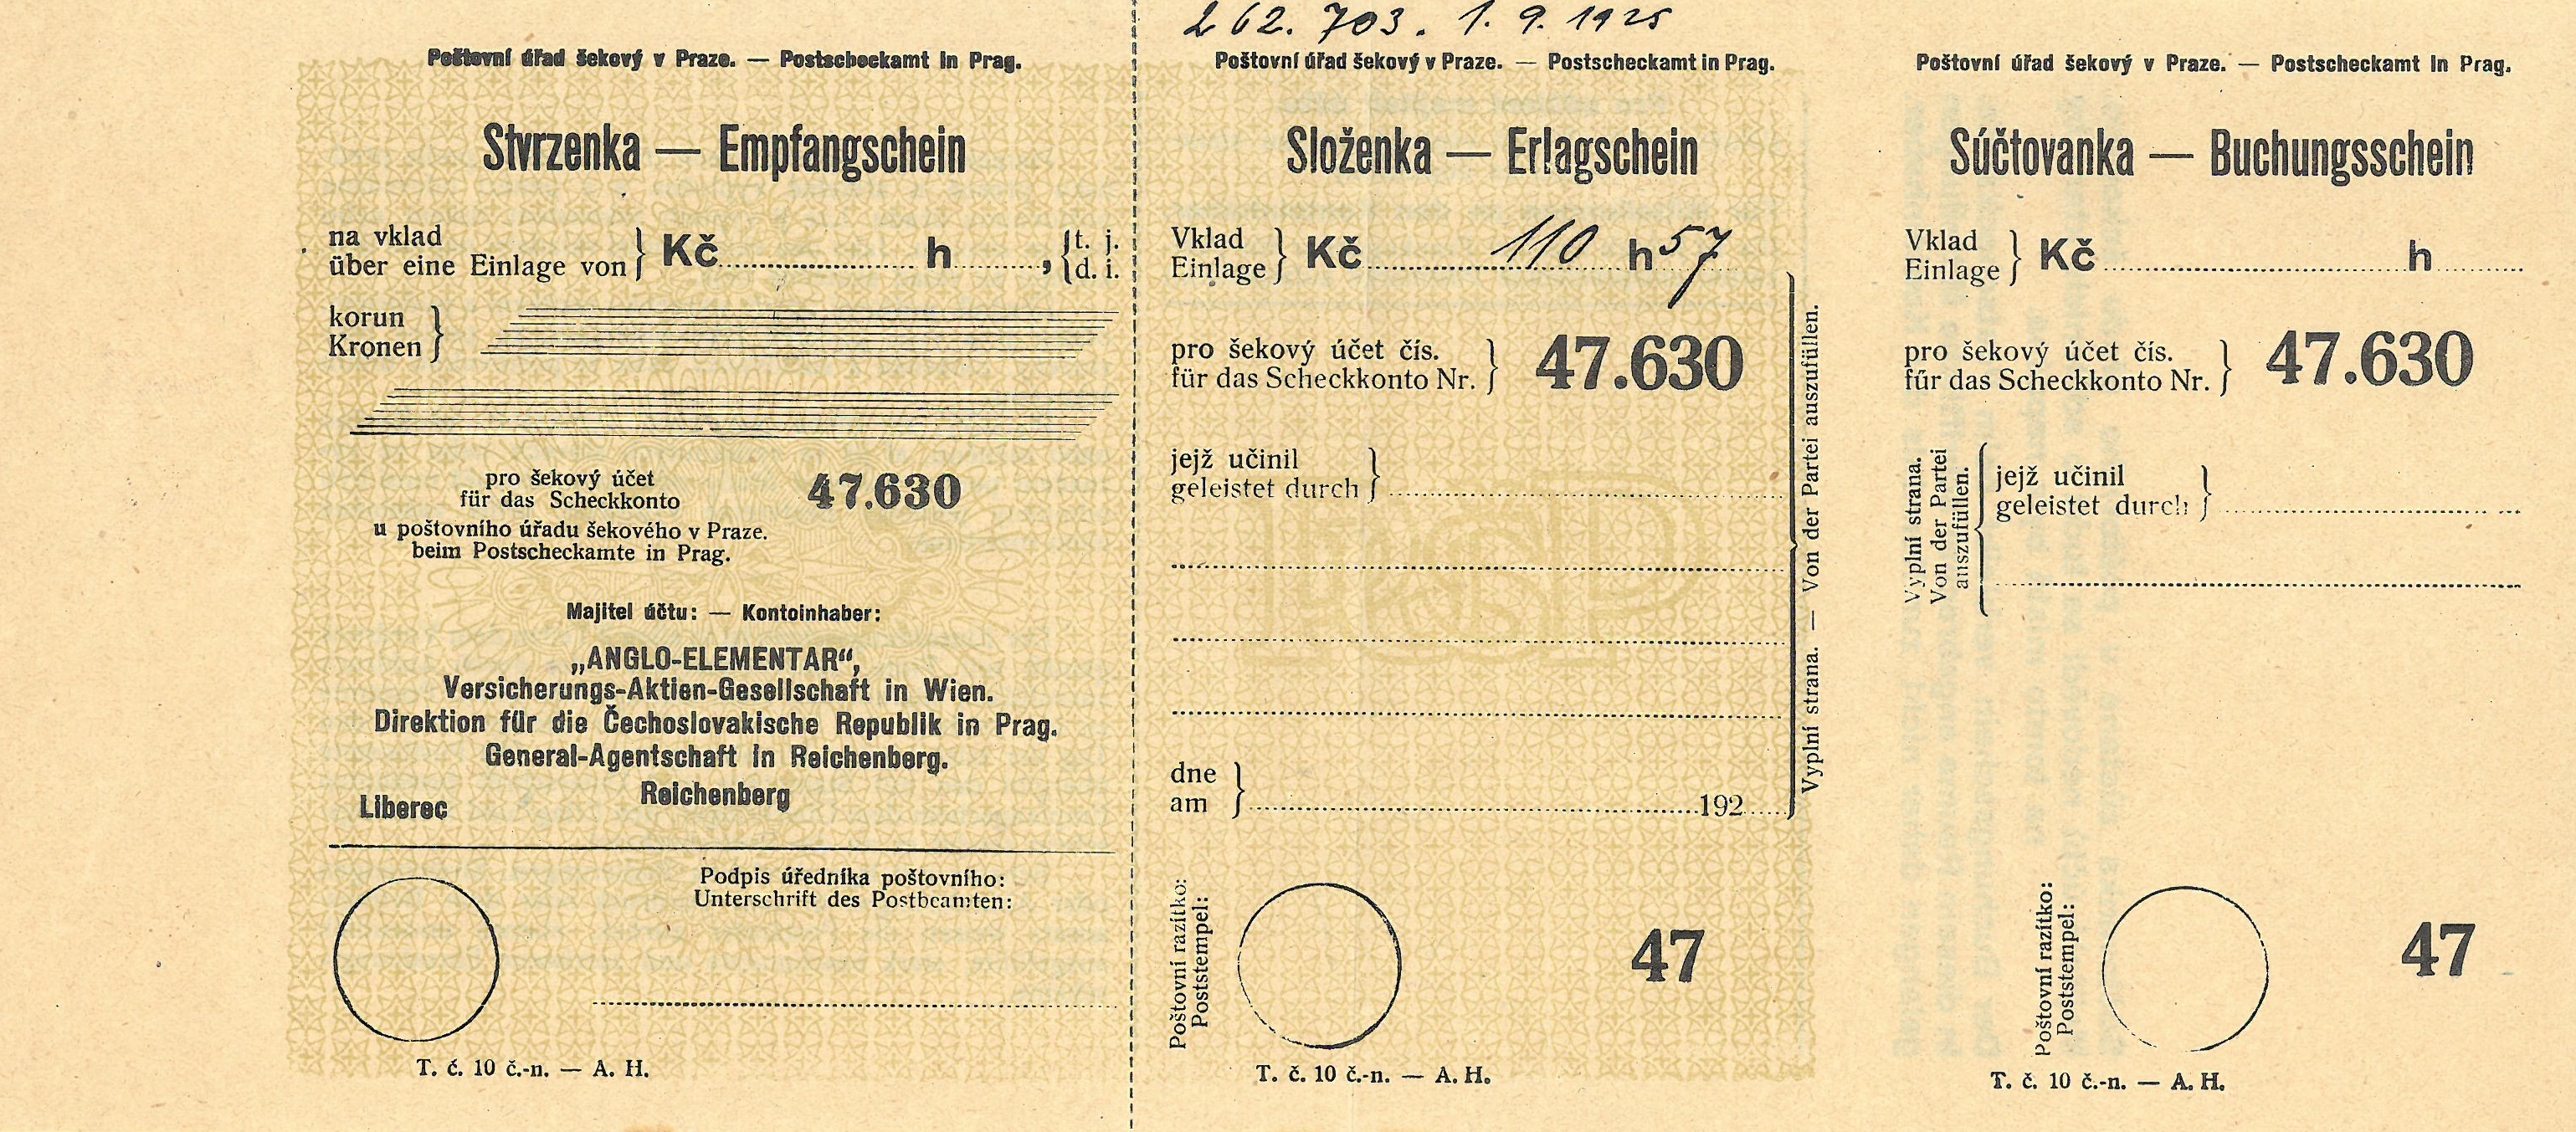 262.703. 1.9.1925
Poštovní úřad šekový v Praze. — Postscheckamt in Prag.
Stvrzenka — Empfangschein
na vklad
über eine Einlage von } Kč h , { t. j.
d. i.
korun
Kronen }
pro šekový účet
für das Scheckkonto
47.630
u poštovního úřadu šekového v Praze.
beim Postscheckamte in Prag.
Majitel účtu: — Kontoinhaber:
„ANGLO-ELEMENTAR“,
Versicherungs-Aktien-Gesellschaft in Wien.
Direktion für die Čechoslovakische Republik in Prag.
General-Agentschaft in Reichenberg.
Liberec
Reichenberg
Podpis úředníka poštovního:
Unterschrift des Postbeamten:
T. č. 10 č.-n. — A. H.
Poštovní úřad šekový v Praze. — Postscheckamt in Prag.
Složenka — Erlagschein
Vklad
Einlage } Kč 110 h 57
pro šekový účet čís.
für das Scheckkonto Nr. } 47.630
jejž učinil
geleistet durch }
dne
am } 192
Vyplní strana. — Von der Partei auszufüllen.
Poštovní razítko:
Poststempel:
47
T. č. 10 č.-n. — A. H.
Poštovní úřad šekový v Praze. — Postscheckamt in Prag.
Súčtovanka — Buchungsschein
Vklad
Einlage } Kč h
pro šekový účet čís.
für das Scheckkonto Nr. } 47.630
Vyplní strana.
Von der Partei
auszufüllen.
jejž učinil
geleistet durch }
Poštovní razítko:
Poststempel:
47
T. č. 10 č.-n. — A. H.